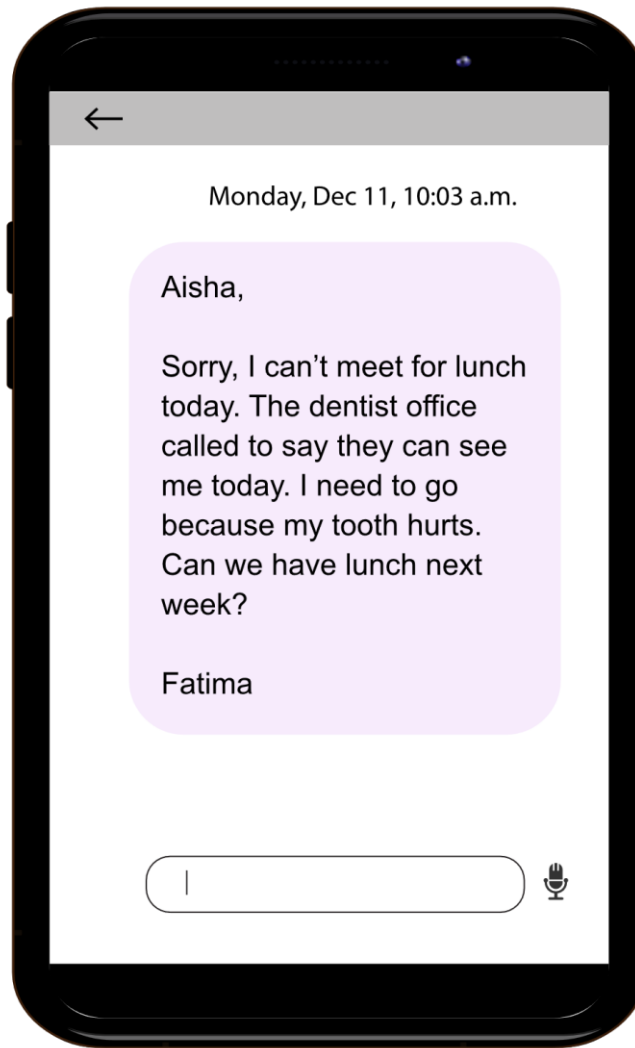 Monday, Dec 11, 10:03 a.m.
Aisha,
Sorry, I can’t meet for lunch
today. The dentist office
called to say they can see
me today. I need to go
because my tooth hurts.
Can we have lunch next
week?
Fatima